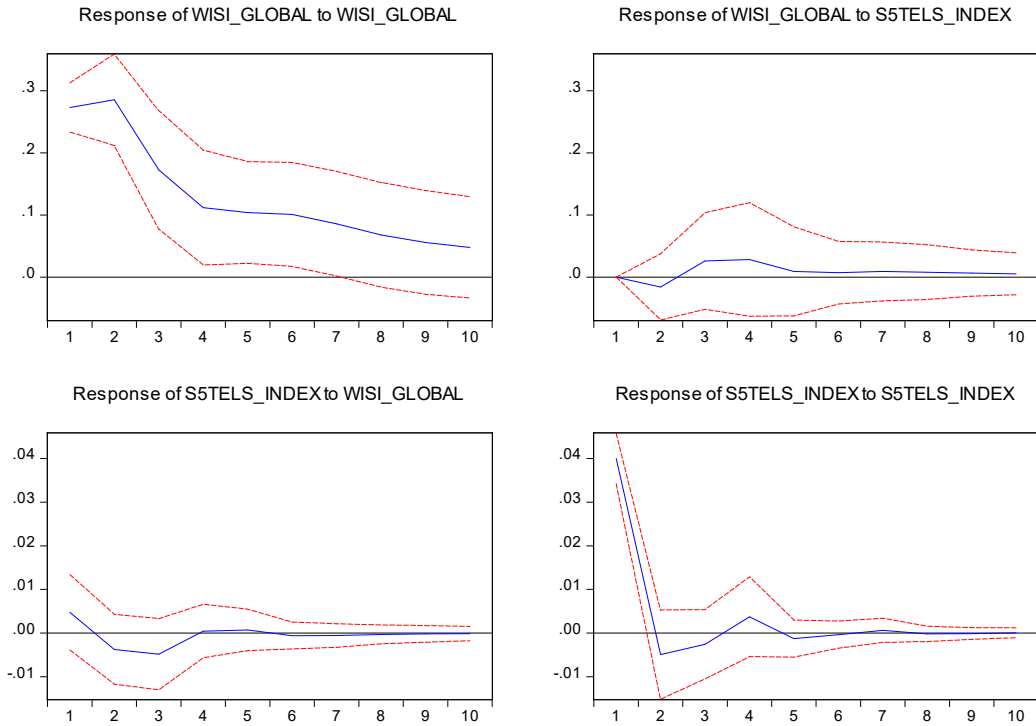 Response of WISI_GLOBAL to WISI_GLOBAL
.3
.2
.1
.0
1 2 3 4 5 6 7 8 9 10
Response of WISI_GLOBAL to S5TELS_INDEX
.3
.2
.1
.0
1 2 3 4 5 6 7 8 9 10
Response of S5TELS_INDEX to WISI_GLOBAL
.04
.03
.02
.01
.00
-.01
1 2 3 4 5 6 7 8 9 10
Response of S5TELS_INDEX to S5TELS_INDEX
.04
.03
.02
.01
.00
-.01
1 2 3 4 5 6 7 8 9 10